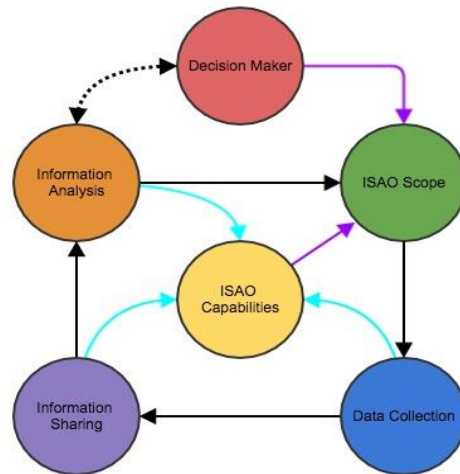 Decision Maker
Information
Analysis
ISAO Scope
ISAO
Capabilities
Information
Sharing
Data Collection